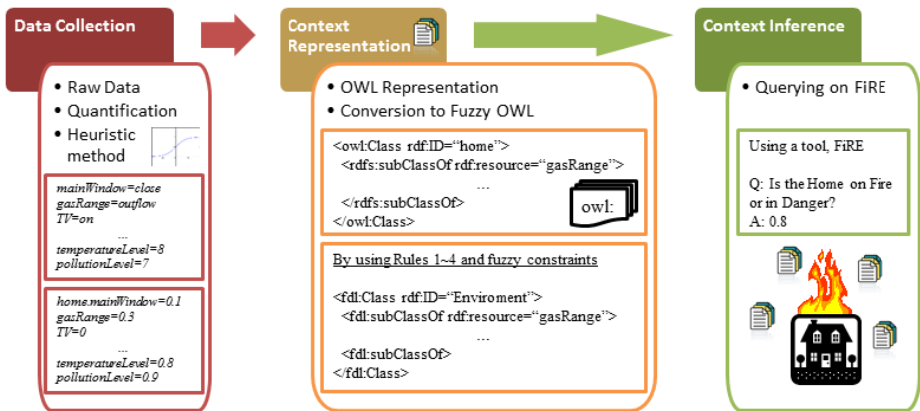 Data Collection
• Raw Data
• Quantification
• Heuristic
method
mainWindow=close
gasRange=outflow
TV=on
...
temperatureLevel=8
pollutionLevel=7
home.mainWindow=0.1
gasRange=0.3
TV=0
...
temperatureLevel=0.8
pollutionLevel=0.9
Context
Representation
• OWL Representation
• Conversion to Fuzzy OWL
<owl:Class rdf:ID=“home”>
<rdfs:subClassOf rdf:resource=“gasRange”>
...
</rdfs:subClassOf>
</owl:Class>
owl:
By using Rules 1~4 and fuzzy constraints
<fdl:Class rdf:ID=“Enviroment”>
<fdl:subClassOf rdf:resource=“gasRange”>
...
<fdl:subClassOf>
</fdl:Class>
Context Inference
• Querying on FiRE
Using a tool, FiRE
Q: Is the Home on Fire
or in Danger?
A: 0.8